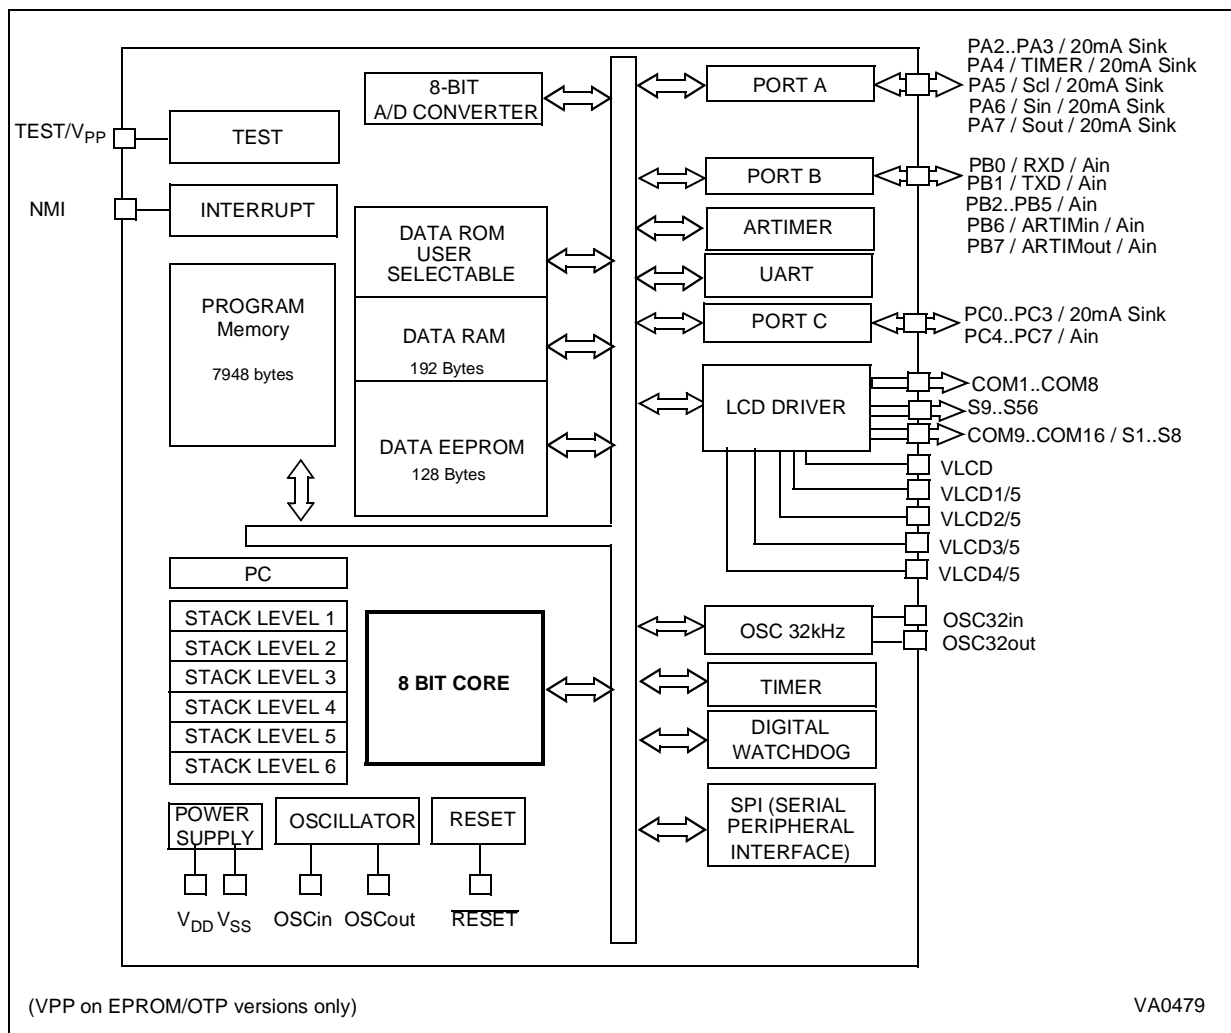 TEST/VPP
NMI
TEST
INTERRUPT
PROGRAM
Memory
7948 bytes
8-BIT
A/D CONVERTER
DATA ROM
USER
SELECTABLE
DATA RAM
192 Bytes
DATA EEPROM
128 Bytes
PC
STACK LEVEL 1
STACK LEVEL 2
STACK LEVEL 3
STACK LEVEL 4
STACK LEVEL 5
STACK LEVEL 6
8 BIT CORE
POWER
SUPPLY
OSCILLATOR
RESET
VDD VSS
OSCin OSCout
RESET
PORT A
PA2..PA3 / 20mA Sink
PA4 / TIMER / 20mA Sink
PA5 / Scl / 20mA Sink
PA6 / Sin / 20mA Sink
PA7 / Sout / 20mA Sink
PORT B
PB0 / RXD / Ain
PB1 / TXD / Ain
PB2..PB5 / Ain
PB6 / ARTIMin / Ain
PB7 / ARTIMout / Ain
ARTIMER
UART
PORT C
PC0..PC3 / 20mA Sink
PC4..PC7 / Ain
LCD DRIVER
COM1..COM8
S9..S56
COM9..COM16 / S1..S8
VLCD
VLCD1/5
VLCD2/5
VLCD3/5
VLCD4/5
OSC 32kHz
OSC32in
OSC32out
TIMER
DIGITAL
WATCHDOG
SPI (SERIAL
PERIPHERAL
INTERFACE)
(VPP on EPROM/OTP versions only)
VA0479